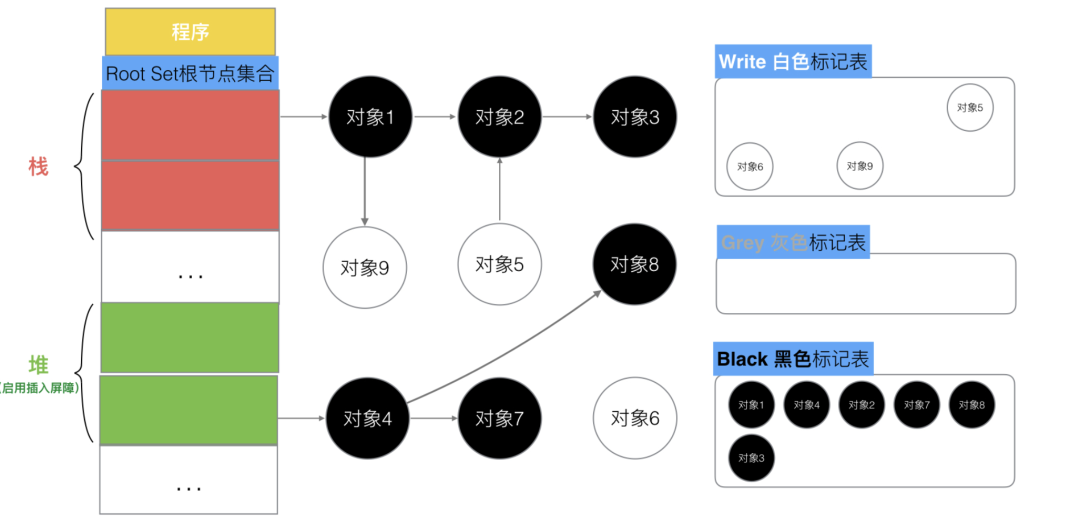 程序
Root Set根节点集合
栈
...
堆
(启用插入屏障)
...
对象1
对象2
对象3
对象9
对象5
对象8
对象4
对象7
对象6
Write 白色标记表
对象5
对象6
对象9
Grey 灰色标记表
Black 黑色标记表
对象1
对象4
对象2
对象7
对象8
对象3